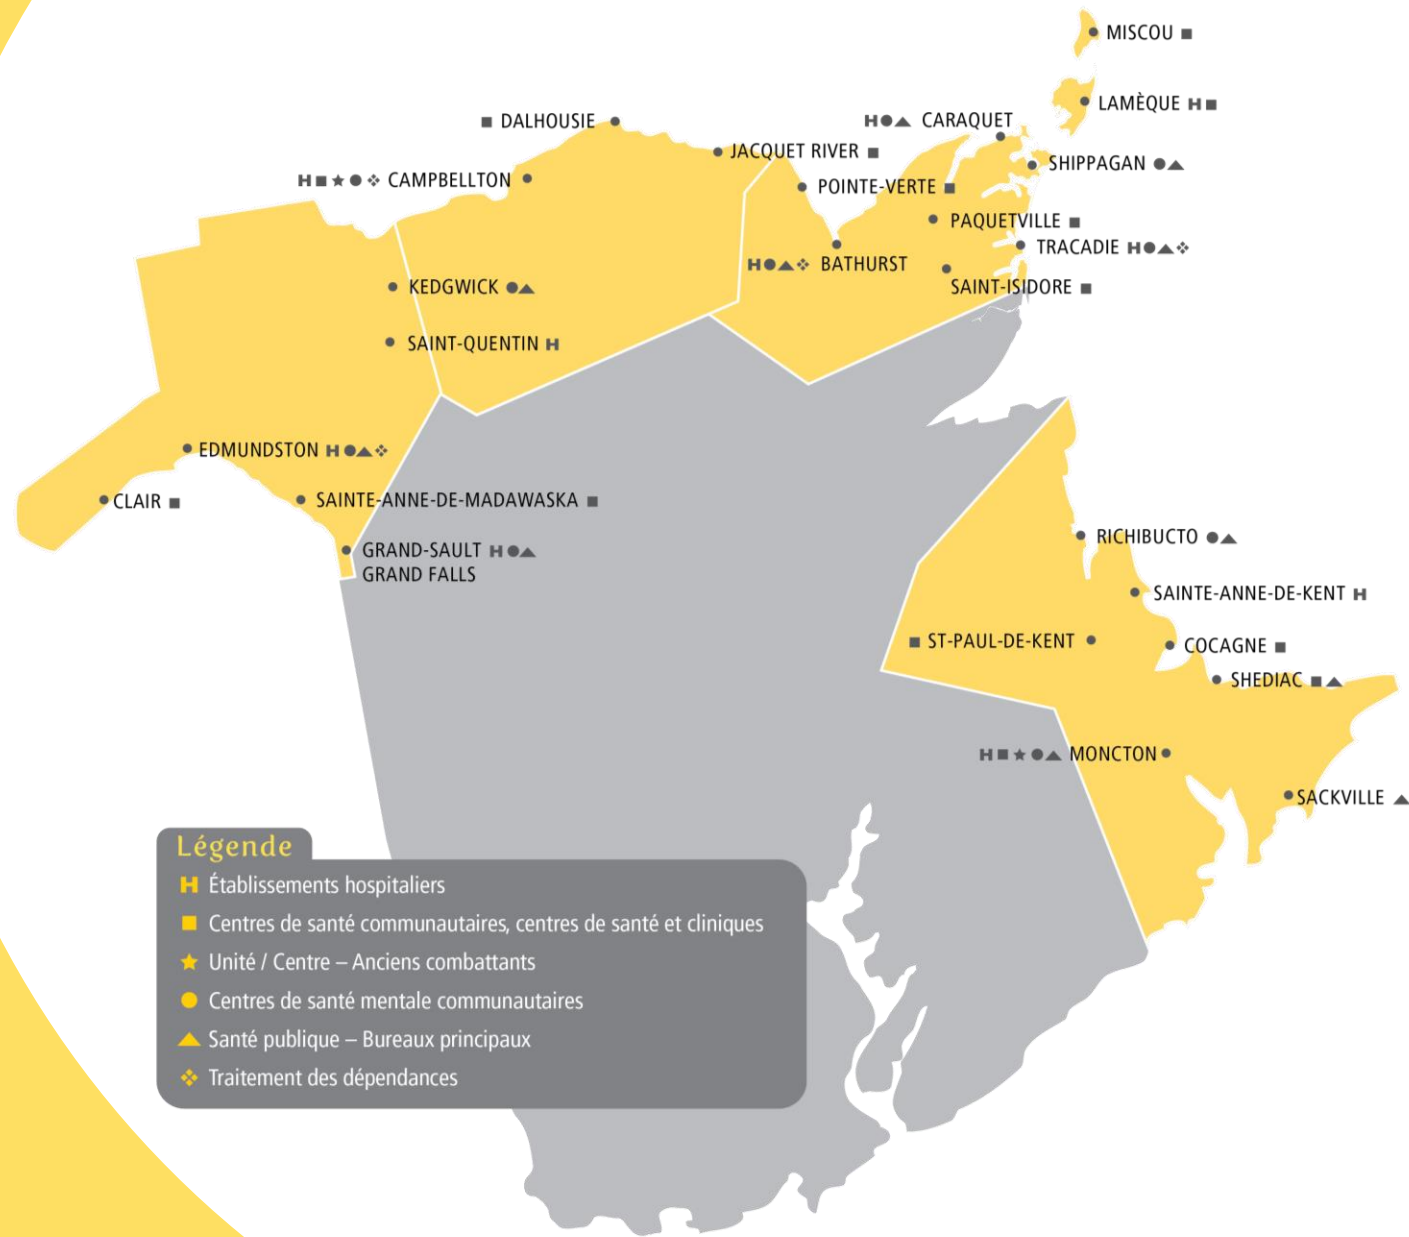 MISCOU
LAMÈQUE H
DALHOUSIE
H CARAQUET
JACQUET RIVER
SHIPPAGAN
H CAMPBELLTON
POINTE-VERTE
PAQUETVILLE
TRACADIE H
H BATHURST
KEDGWICK
SAINT-ISIDORE
SAINT-QUENTIN H
EDMUNDSTON H
CLAIR
SAINTE-ANNE-DE-MADAWASKA
GRAND-SAULT H
GRAND FALLS
RICHIBUCTO
SAINTE-ANNE-DE-KENT H
ST-PAUL-DE-KENT
COCAGNE
SHEDIAC
H MONCTON
SACKVILLE
Légende
H Établissements hospitaliers
Centres de santé communautaires, centres de santé et cliniques
Unité / Centre – Anciens combattants
Centres de santé mentale communautaires
Santé publique – Bureaux principaux
Traitement des dépendances